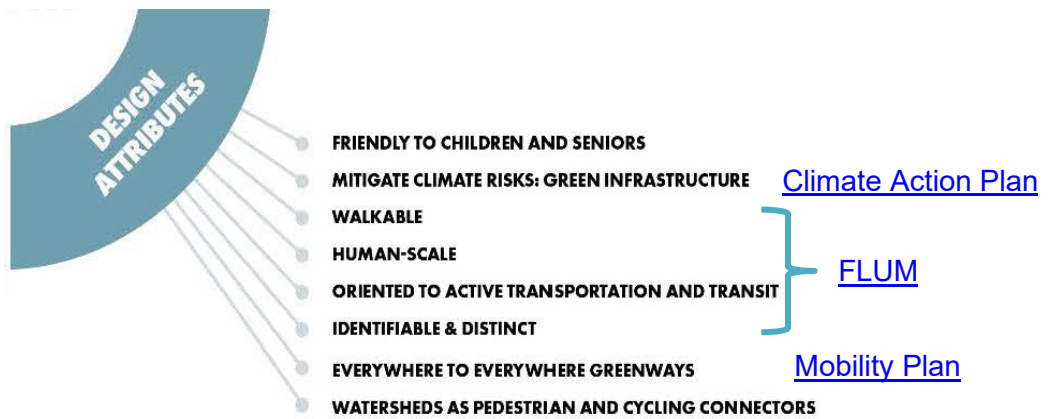 DESIGN
ATTRIBUTES
FRIENDLY TO CHILDREN AND SENIORS
MITIGATE CLIMATE RISKS: GREEN INFRASTRUCTURE
Climate Action Plan
WALKABLE
HUMAN-SCALE
FLUM
ORIENTED TO ACTIVE TRANSPORTATION AND TRANSIT
IDENTIFIABLE & DISTINCT
EVERYWHERE TO EVERYWHERE GREENWAYS
Mobility Plan
WATERSHEDS AS PEDESTRIAN AND CYCLING CONNECTORS